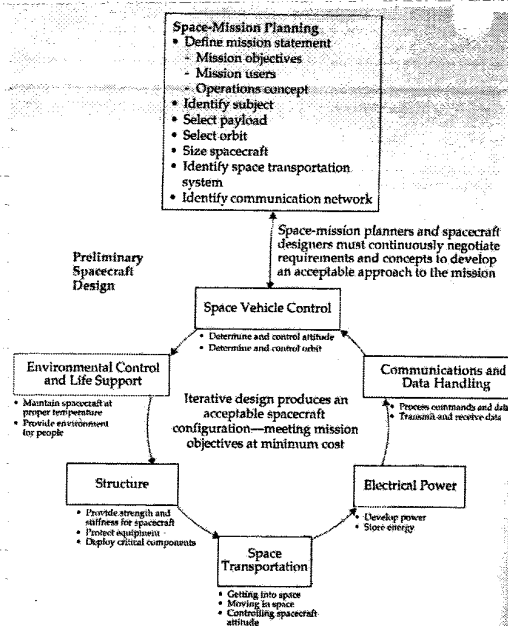 Space-Mission Planning
• Define mission statement
- Mission objectives
- Mission users
- Operations concept
• Identify subject
• Select payload
• Select orbit
• Size spacecraft
• Identify space transportation
system
• Identify communication network
Space-mission planners and spacecraft
designers must continuously negotiate
requirements and concepts to develop
an acceptable approach to the mission
Preliminary
Spacecraft
Design
Space Vehicle Control
• Determine and control attitude
• Determine and control orbit
Environmental Control
and Life Support
• Maintain spacecraft at
proper temperature
• Provide environment
for people
Communications and
Data Handling
• Process commands and data
• Transmit and receive data
Iterative design produces an
acceptable spacecraft
configuration—meeting mission
objectives at minimum cost
Structure
• Provide strength and
stiffness for spacecraft
• Protect equipment
• Deploy critical components
Electrical Power
• Develop power
• Store energy
Space
Transportation
• Getting into space
• Moving in space
• Controlling spacecraft
attitude